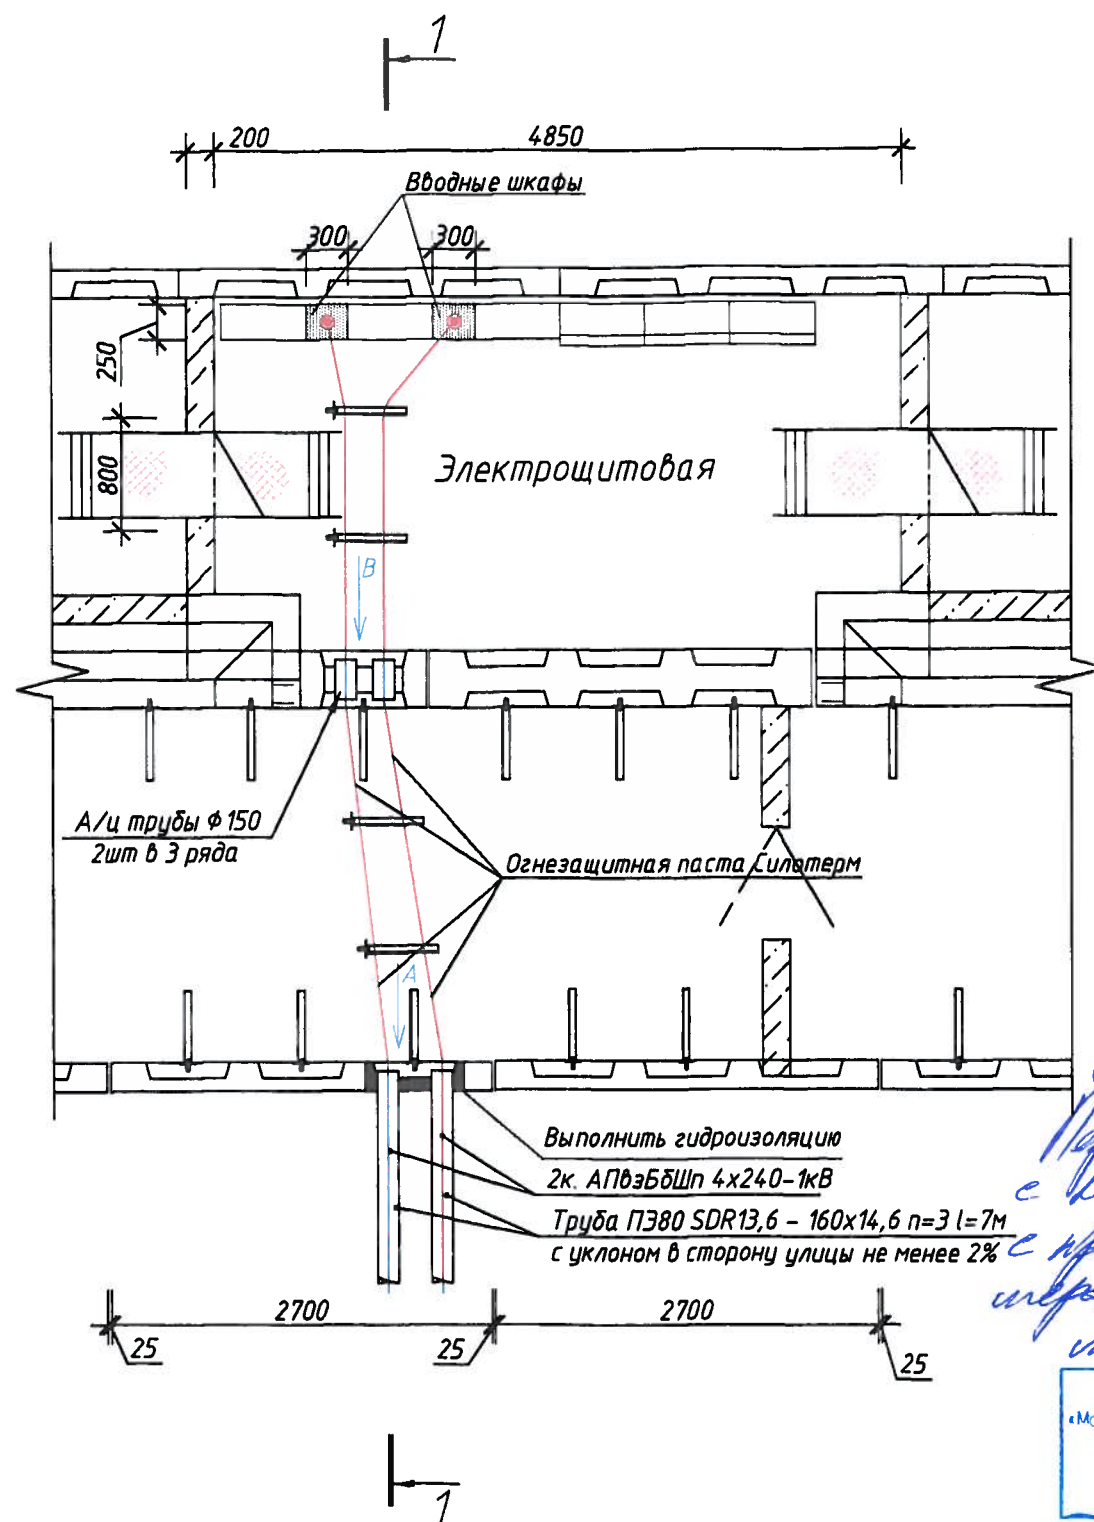 1
200
4850
Вводные шкафы
300
300
250
800
Электрощитовая
В
А/ц трубы ф150
2шт в 3 ряда
Огнезащитная паста Силотерм
А
Выполнить гидроизоляцию
2к. АПвэБбШп 4х240-1кВ
Труба ПЭ80 SDR13,6 - 160х14,6 n=3 l=7м
с уклоном в сторону улицы не менее 2%
с
с
2700
2700
25
25
25
1